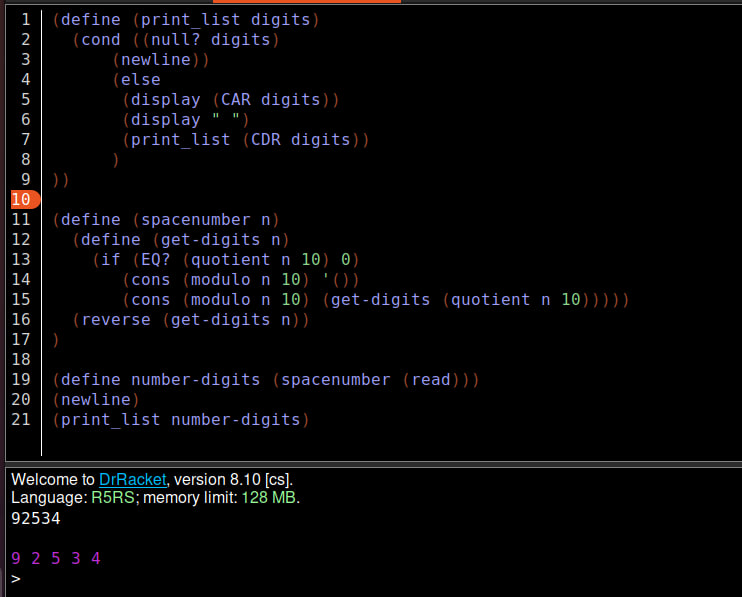 1 (define (print_list digits)
2   (cond ((null? digits)
3       (newline))
4       (else
5        (display (CAR digits))
6        (display " ")
7        (print_list (CDR digits))
8       )
9 ))
10
11 (define (spacenumber n)
12   (define (get-digits n)
13     (if (EQ? (quotient n 10) 0)
14        (cons (modulo n 10) '())
15        (cons (modulo n 10) (get-digits (quotient n 10)))))
16   (reverse (get-digits n))
17 )
18
19 (define number-digits (spacenumber (read)))
20 (newline)
21 (print_list number-digits)
Welcome to DrRacket, version 8.10 [cs].
Language: R5RS; memory limit: 128 MB.
92534
9 2 5 3 4
>